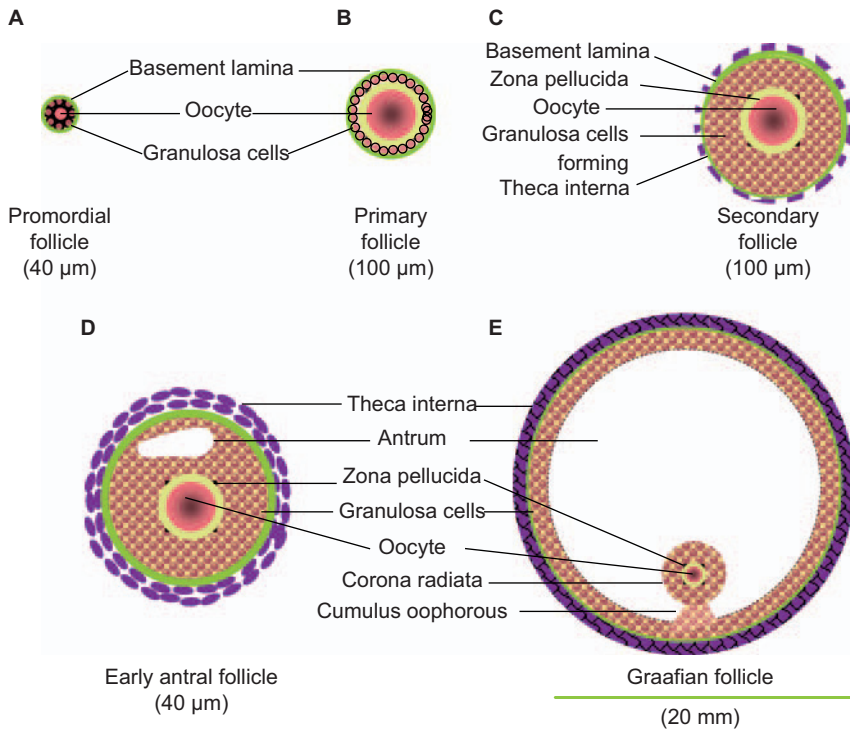 A
B
C
Basement lamina
Oocyte
Granulosa cells
Basement lamina
Zona pellucida
Oocyte
Granulosa cells
forming
Theca interna
Promordial
follicle
(40 µm)
Primary
follicle
(100 µm)
Secondary
follicle
(100 µm)
D
E
Theca interna
Antrum
Zona pellucida
Granulosa cells
Oocyte
Corona radiata
Cumulus oophorous
Early antral follicle
(40 µm)
Graafian follicle
(20 mm)